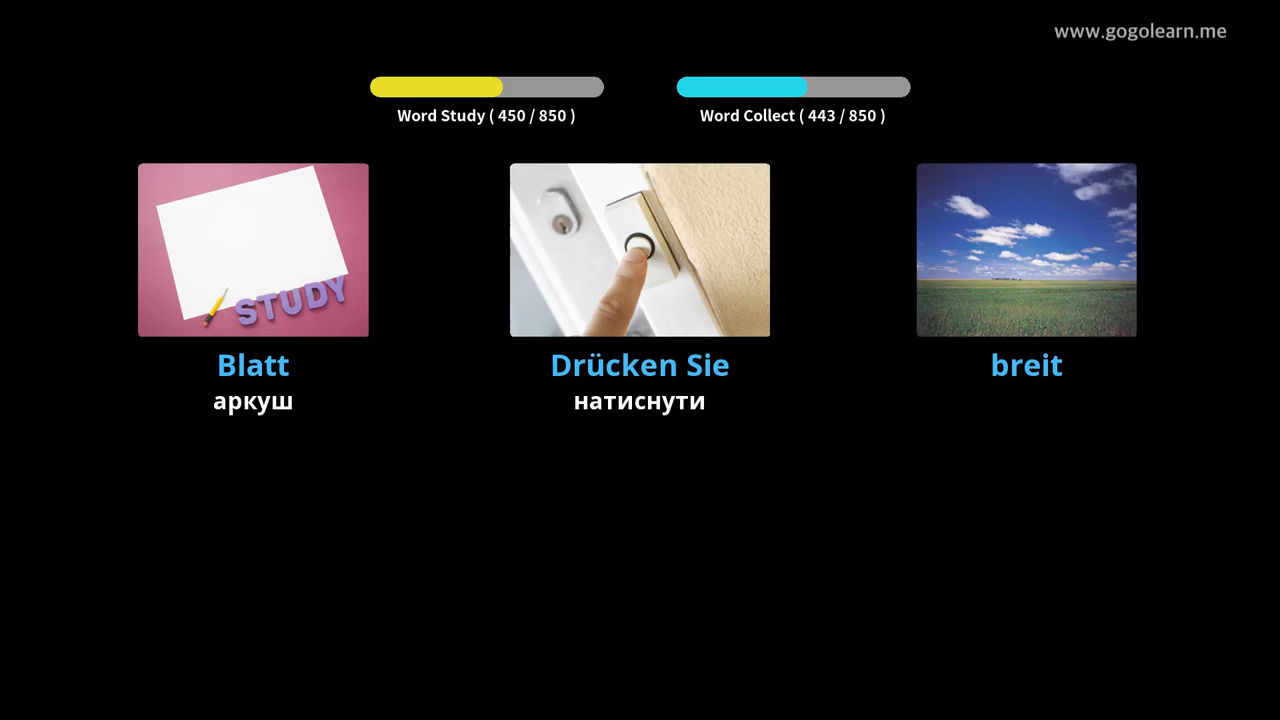 www.gogolearn.me
Word Study ( 450 / 850 )
Word Collect ( 443 / 850 )
STUDY
Blatt
аркуш
Drücken Sie
натиснути
breit